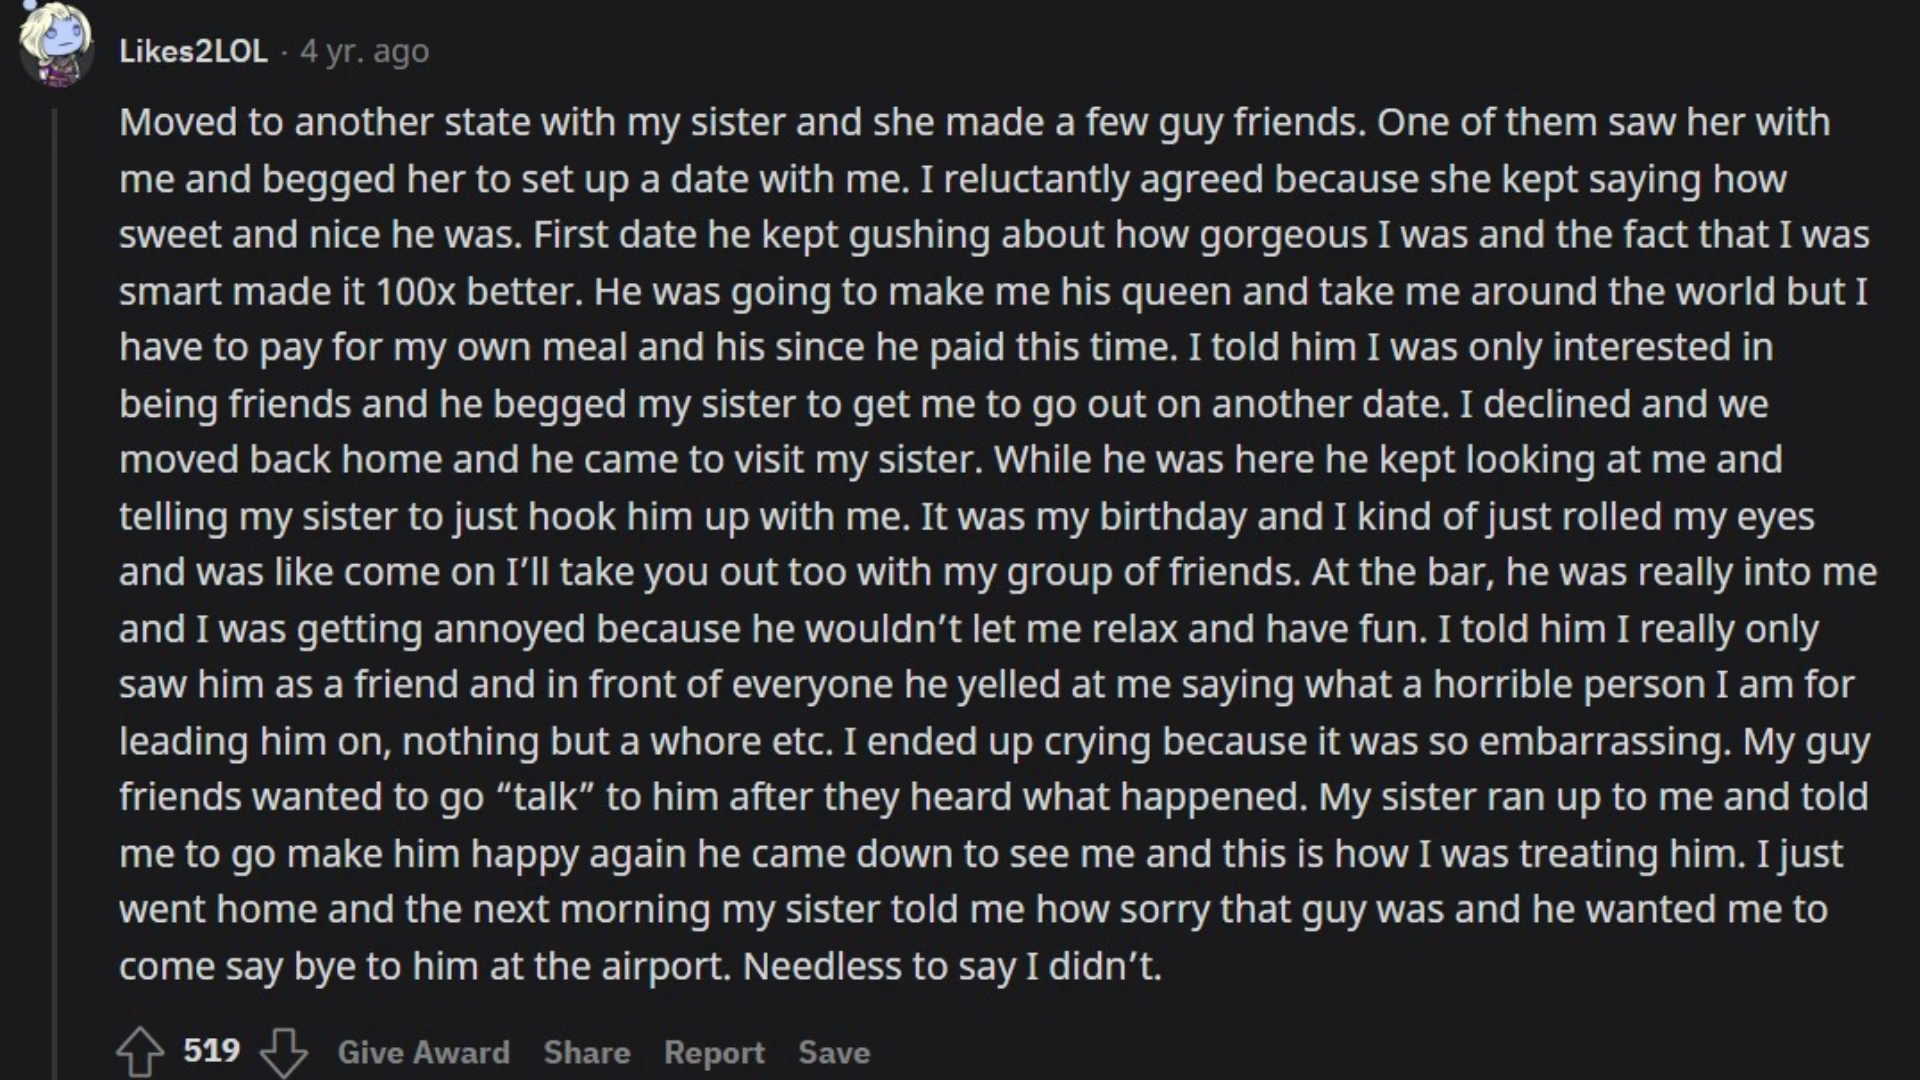 Likes2LOL · 4 yr. ago
Moved to another state with my sister and she made a few guy friends. One of them saw her with
me and begged her to set up a date with me. I reluctantly agreed because she kept saying how
sweet and nice he was. First date he kept gushing about how gorgeous I was and the fact that I was
smart made it 100x better. He was going to make me his queen and take me around the world but I
have to pay for my own meal and his since he paid this time. I told him I was only interested in
being friends and he begged my sister to get me to go out on another date. I declined and we
moved back home and he came to visit my sister. While he was here he kept looking at me and
telling my sister to just hook him up with me. It was my birthday and I kind of just rolled my eyes
and was like come on I’ll take you out too with my group of friends. At the bar, he was really into me
and I was getting annoyed because he wouldn’t let me relax and have fun. I told him I really only
saw him as a friend and in front of everyone he yelled at me saying what a horrible person I am for
leading him on, nothing but a whore etc. I ended up crying because it was so embarrassing. My guy
friends wanted to go “talk” to him after they heard what happened. My sister ran up to me and told
me to go make him happy again he came down to see me and this is how I was treating him. I just
went home and the next morning my sister told me how sorry that guy was and he wanted me to
come say bye to him at the airport. Needless to say I didn’t.
519 Give Award Share Report Save